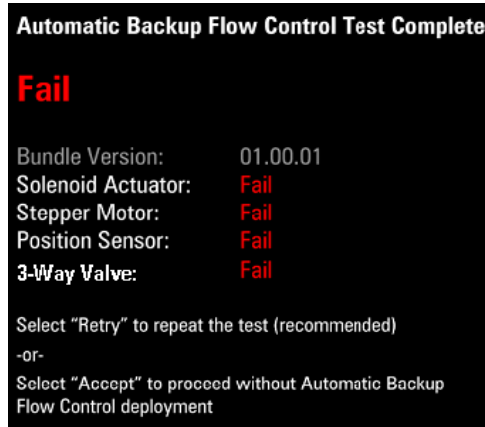 Automatic Backup Flow Control Test Complete
Fail
Bundle Version: 01.00.01
Solenoid Actuator: Fail
Stepper Motor: Fail
Position Sensor: Fail
3-Way Valve: Fail
Select “Retry” to repeat the test (recommended)
-or-
Select “Accept” to proceed without Automatic Backup
Flow Control deployment